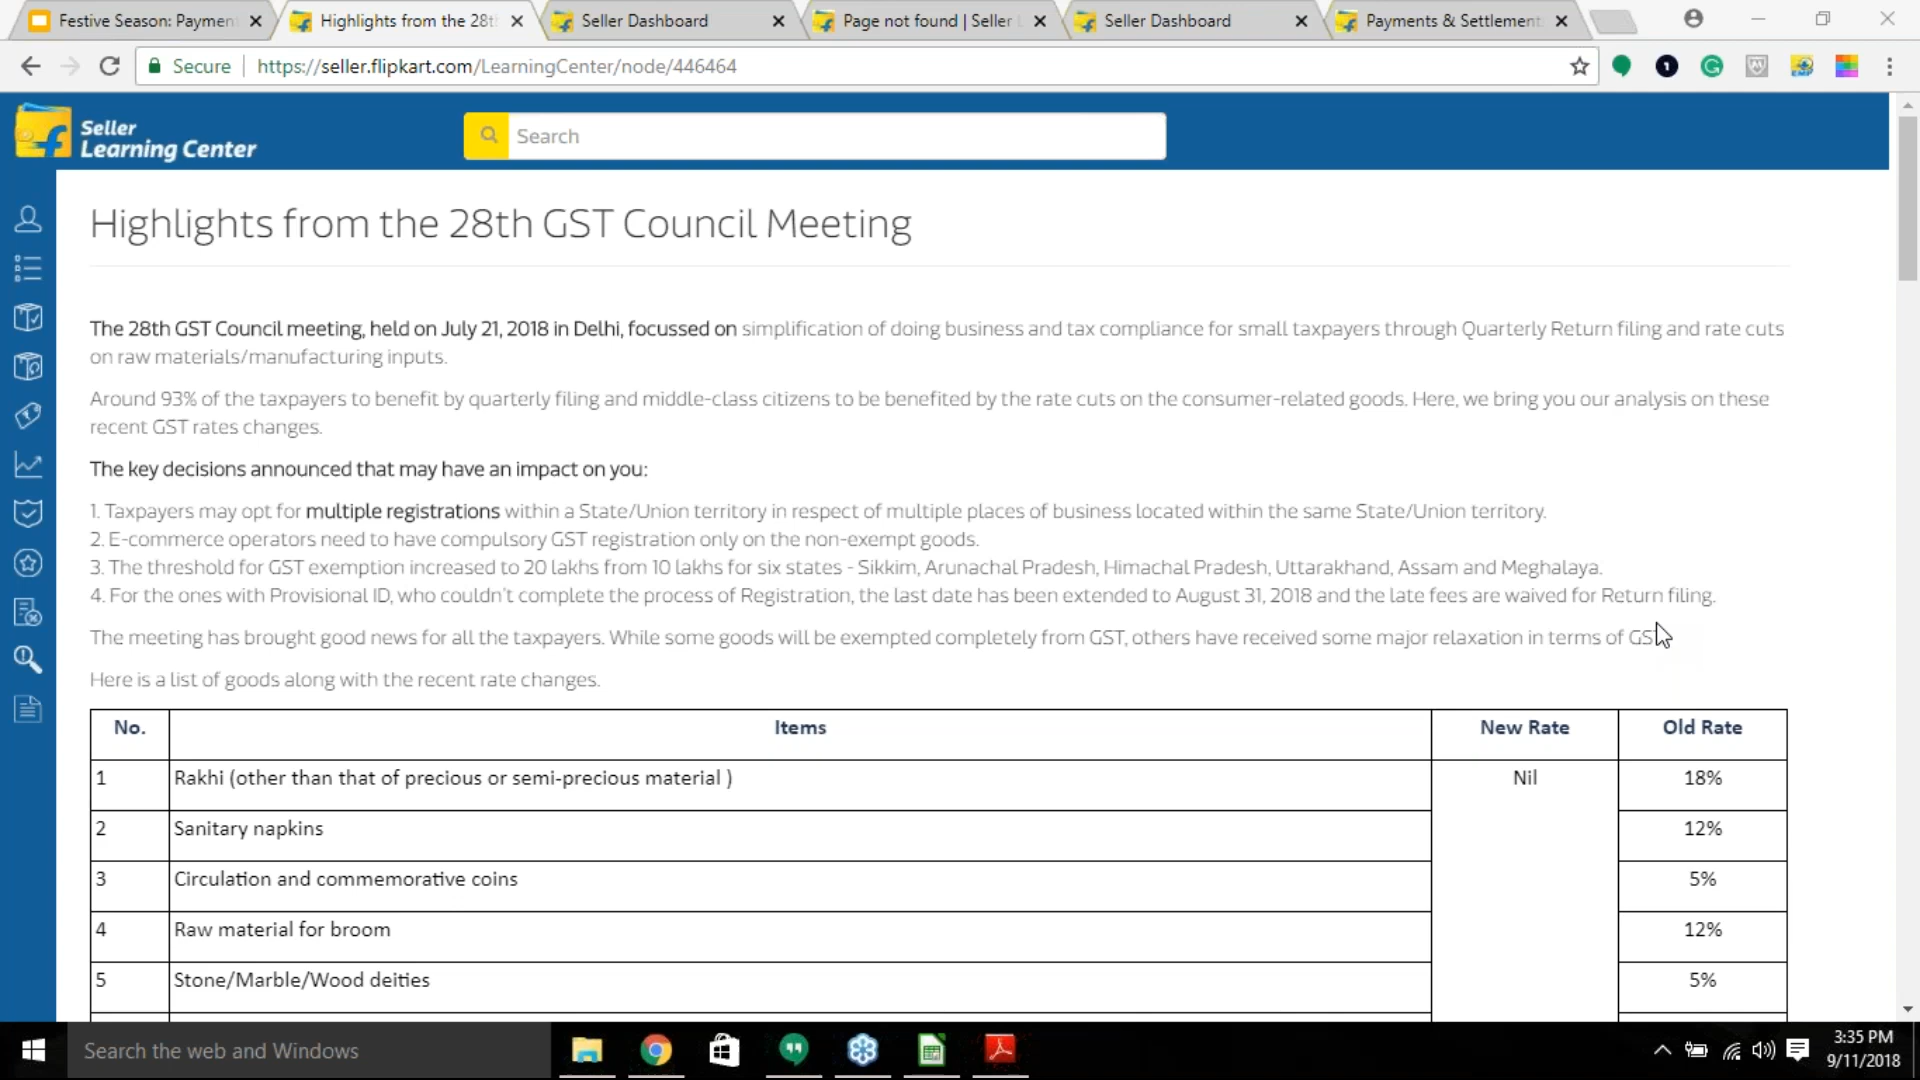 Festive Season: Paymen
Highlights from the 28t
Seller Dashboard
Page not found | Seller
Seller Dashboard
Payments & Settlement
Secure
https://seller.flipkart.com/LearningCenter/node/446464
Seller
Learning Center
Search
Highlights from the 28th GST Council Meeting
The 28th GST Council meeting, held on July 21, 2018 in Delhi, focussed on simplification of doing business and tax compliance for small taxpayers through Quarterly Return filing and rate cuts
on raw materials/manufacturing inputs.
Around 93% of the taxpayers to benefit by quarterly filing and middle-class citizens to be benefited by the rate cuts on the consumer-related goods. Here, we bring you our analysis on these
recent GST rates changes.
The key decisions announced that may have an impact on you:
1. Taxpayers may opt for multiple registrations within a State/Union territory in respect of multiple places of business located within the same State/Union territory.
2. E-commerce operators need to have compulsory GST registration only on the non-exempt goods.
3. The threshold for GST exemption increased to 20 lakhs from 10 lakhs for six states - Sikkim, Arunachal Pradesh, Himachal Pradesh, Uttarakhand, Assam and Meghalaya.
4. For the ones with Provisional ID, who couldn't complete the process of Registration, the last date has been extended to August 31, 2018 and the late fees are waived for Return filing.
The meeting has brought good news for all the taxpayers. While some goods will be exempted completely from GST, others have received some major relaxation in terms of GS
Here is a list of goods along with the recent rate changes.
No. Items New Rate Old Rate
1 Rakhi (other than that of precious or semi-precious material ) Nil 18%
2 Sanitary napkins 12%
3 Circulation and commemorative coins 5%
4 Raw material for broom 12%
5 Stone/Marble/Wood deities 5%
Search the web and Windows
3:35 PM
9/11/2018